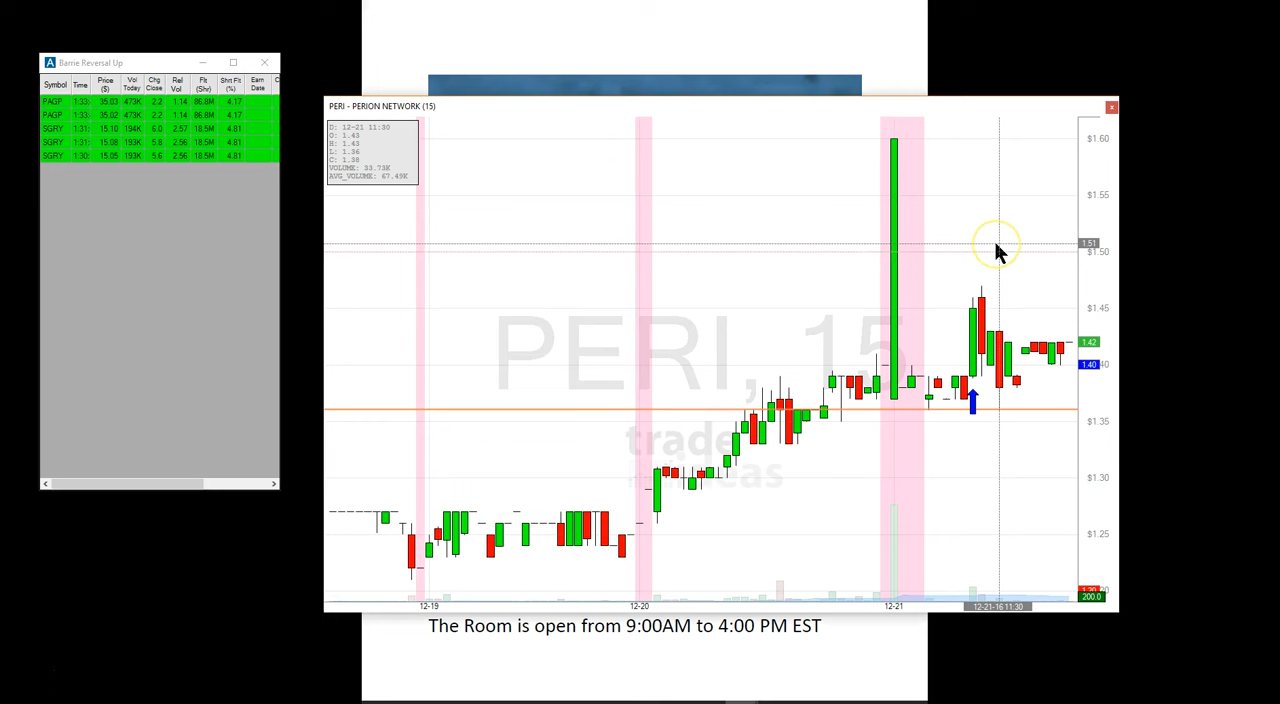 Barrie Reversal Up
Symbol Time Price ($) Vol Today Chg Close Rel Vol Flt (Shr) Shrt Flt (%) Earn Date C
PAGP 1:33: 35.03 473K 2.2 1.14 86.8M 4.17
PAGP 1:33: 35.02 473K 2.2 1.14 86.8M 4.17
SGRY 1:31: 15.10 194K 6.0 2.57 18.5M 4.81
SGRY 1:31: 15.08 193K 5.8 2.56 18.5M 4.81
SGRY 1:30: 15.05 193K 5.6 2.56 18.5M 4.81
PERI - PERION NETWORK (15)
D: 12-21 11:30
O: 1.43
H: 1.43
L: 1.36
C: 1.38
VOLUME: 33.73K
AVG_VOLUME: 67.49K
PERI, 15
trade
ideas
$1.60
$1.55
1.51
$1.50
$1.45
1.42
1.40
$1.35
$1.30
$1.25
1.20
200.0
12-19 12-20 12-21 12-21-16 11:30
The Room is open from 9:00AM to 4:00 PM EST